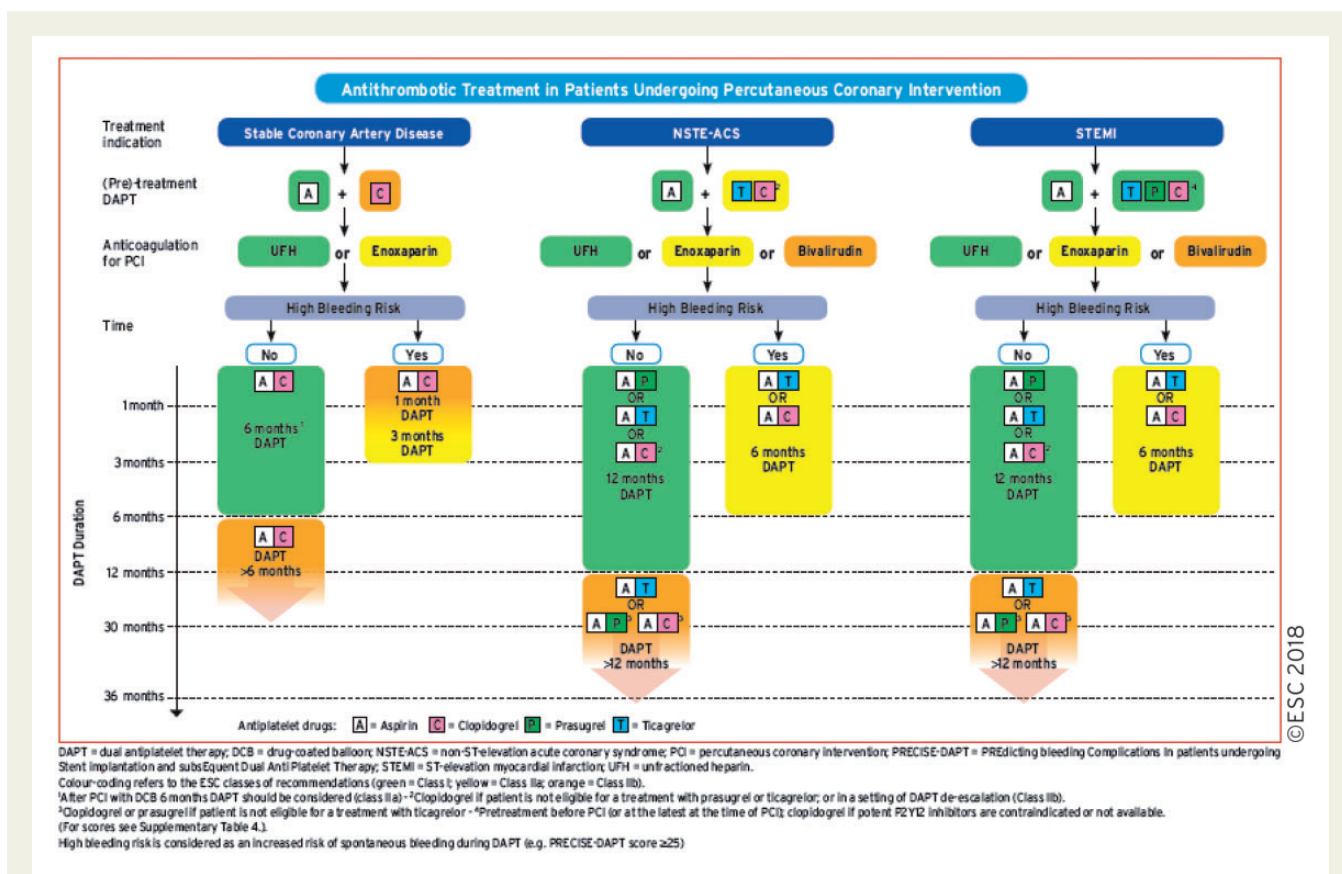 Antithrombotic Treatment in Patients Undergoing Percutaneous Coronary Intervention
Treatment indication
Stable Coronary Artery Disease
NSTE-ACS
STEMI
(Pre)-treatment DAPT
A + C
A + T C²
A + T P C⁴
Anticoagulation for PCI
UFH or Enoxaparin
UFH or Enoxaparin or Bivalirudin
UFH or Enoxaparin or Bivalirudin
High Bleeding Risk
High Bleeding Risk
High Bleeding Risk
Time
No
Yes
No
Yes
No
Yes
DAPT Duration
1 month
3 months
6 months
12 months
30 months
36 months
A C
6 months¹
DAPT
A C
DAPT
>6 months
A C
1 month
DAPT
3 months
DAPT
A P
OR
A T
OR
A C²
12 months
DAPT
A T
OR
A P³ A C³
DAPT
>12 months
A T
OR
A C
6 months
DAPT
A P
OR
A T
OR
A C²
12 months
DAPT
A T
OR
A P³ A C³
DAPT
>12 months
A T
OR
A C
6 months
DAPT
Antiplatelet drugs: A = Aspirin C = Clopidogrel P = Prasugrel T = Ticagrelor
©ESC 2018
DAPT = dual antiplatelet therapy; DCB = drug-coated balloon; NSTE-ACS = non-ST-elevation acute coronary syndrome; PCI = percutaneous coronary intervention; PRECISE-DAPT = PREdicting bleeding Complications In patients undergoing
Stent implantation and subsEquent Dual Anti Platelet Therapy; STEMI = ST-elevation myocardial infarction; UFH = unfractioned heparin.
Colour-coding refers to the ESC classes of recommendations (green = Class I; yellow = Class IIa; orange = Class IIb).
¹After PCI with DCB 6 months DAPT should be considered (class IIa) - ²Clopidogrel if patient is not eligible for a treatment with prasugrel or ticagrelor; or in a setting of DAPT de-escalation (Class IIb).
³Clopidogrel or prasugrel if patient is not eligible for a treatment with ticagrelor - ⁴Pretreatment before PCI (or at the latest at the time of PCI); clopidogrel if potent P2Y12 inhibitors are contraindicated or not available.
(For scores see Supplementary Table 4.).
High bleeding risk is considered as an increased risk of spontaneous bleeding during DAPT (e.g. PRECISE-DAPT score ≥25)